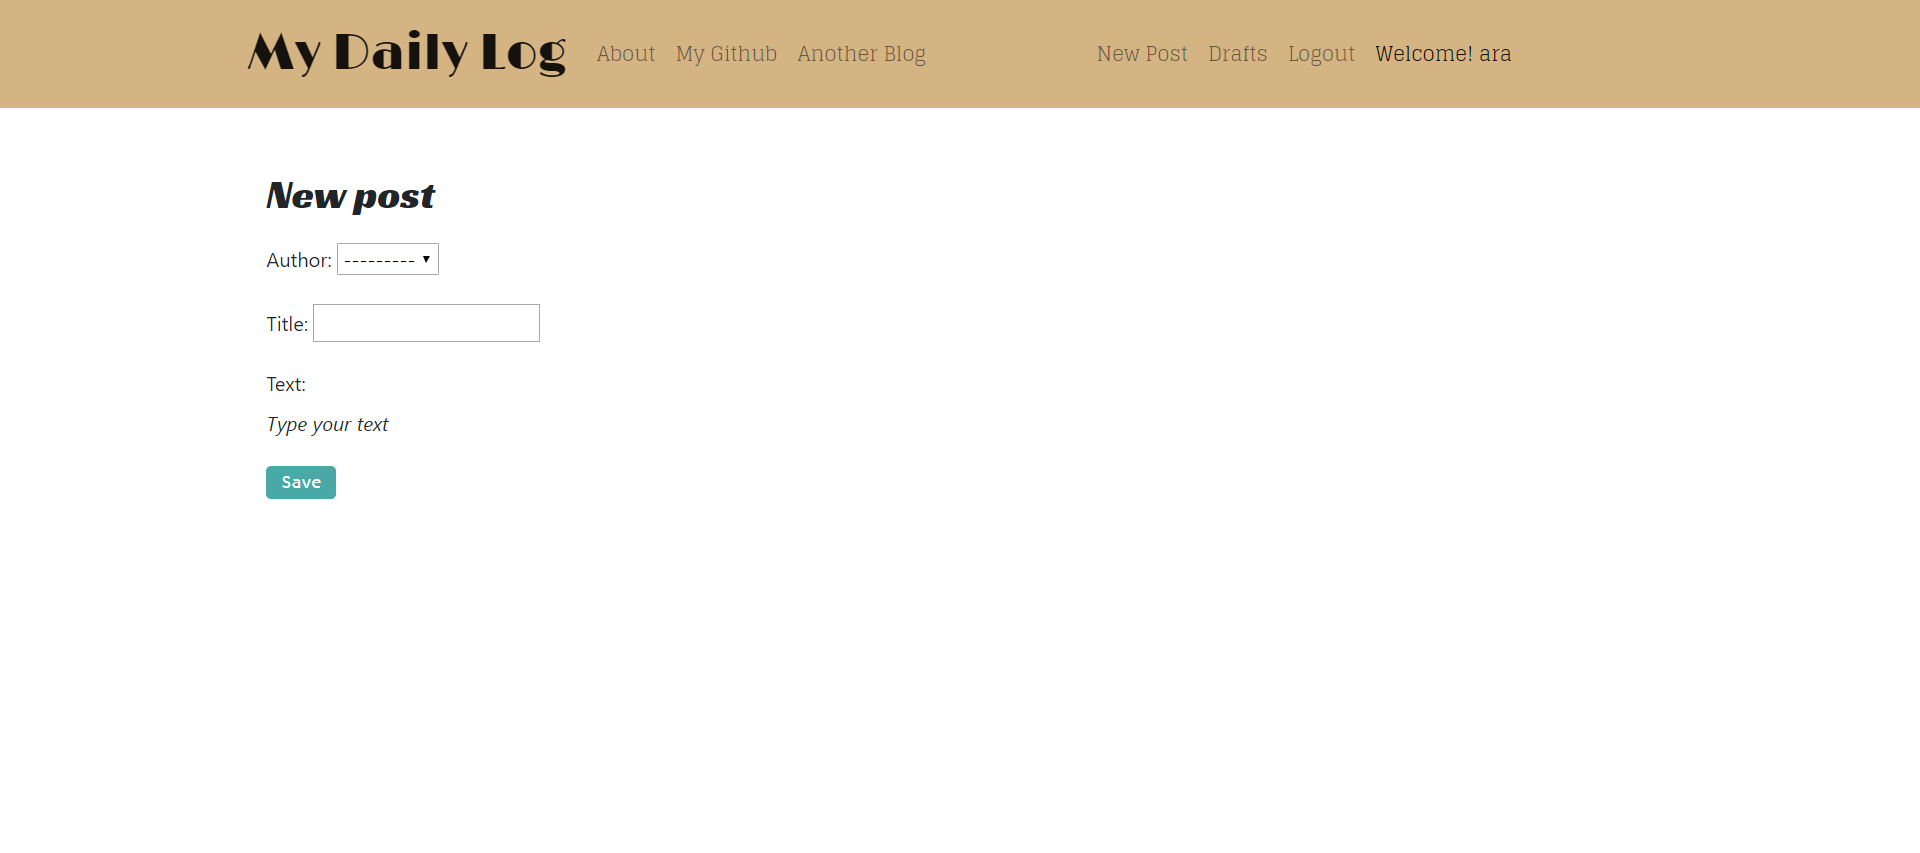 My Daily Log About My Github Another Blog New Post Drafts Logout Welcome! ara
New post
Author: --------- ▼
Title:
Text:
Type your text
Save